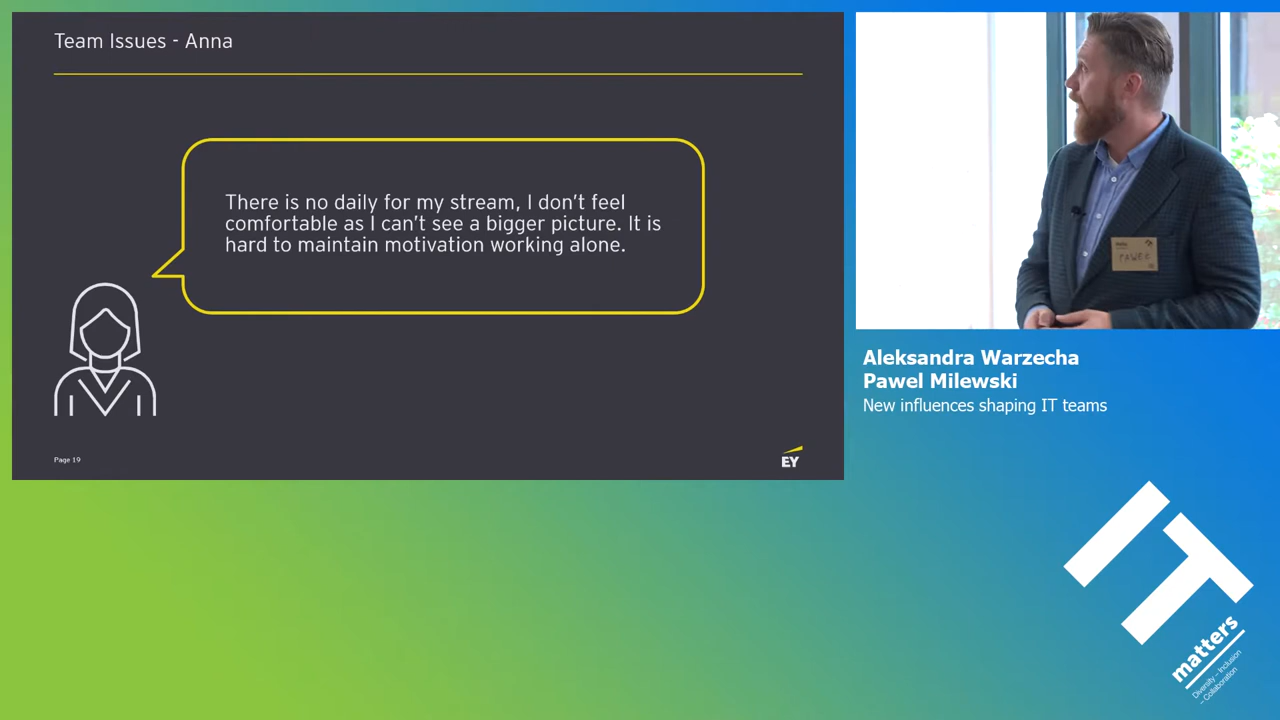 Team Issues - Anna
There is no daily for my stream, I don't feel
comfortable as I can't see a bigger picture. It is
hard to maintain motivation working alone.
Page 19
EY
PAWEŁ
Aleksandra Warzecha
Pawel Milewski
New influences shaping IT teams
IT
matters
Diversity – Inclusion
– Collaboration